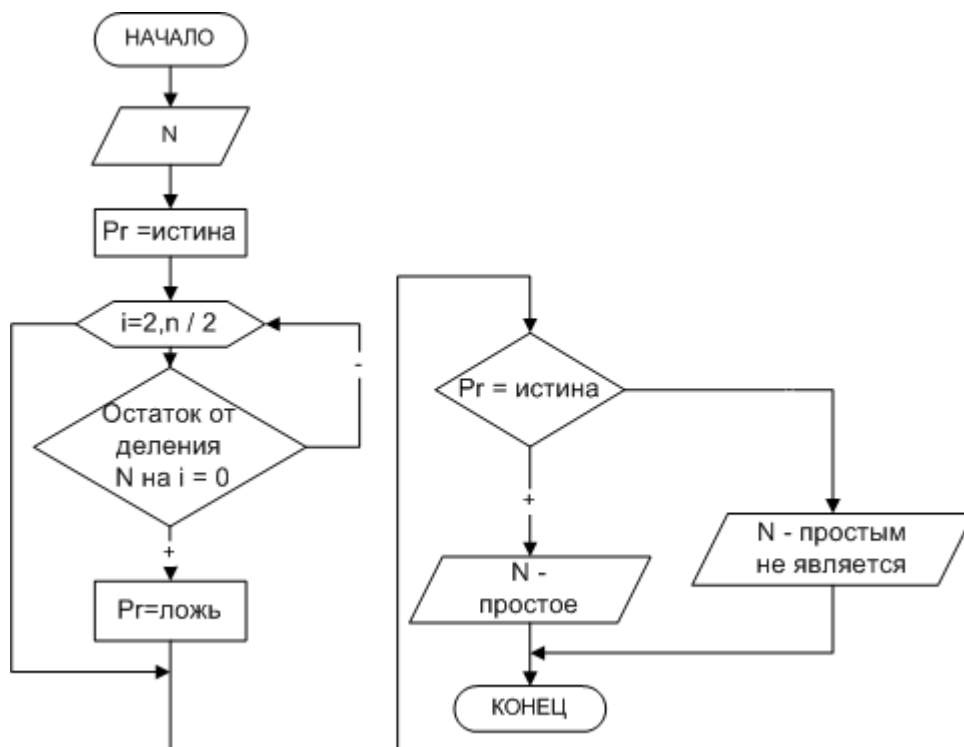 НАЧАЛО
N
Pr =истина
i=2,n / 2
-
Остаток от
деления
N на i = 0
+
Pr=ложь
Pr = истина
+
N -
простое
N - простым
не является
КОНЕЦ